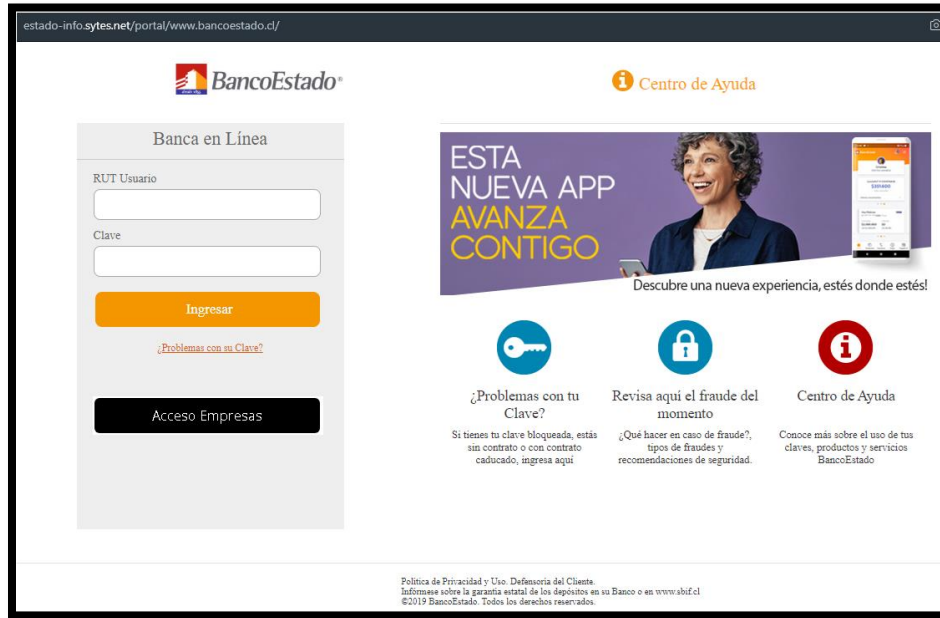 estado-info.sytes.net/portal/www.bancoestado.cl/
BancoEstado®
Centro de Ayuda
Banca en Línea
RUT Usuario
Clave
Ingresar
¿Problemas con su Clave?
Acceso Empresas
ESTA
NUEVA APP
AVANZA
CONTIGO
Descubre una nueva experiencia, estés donde estés!
¿Problemas con tu
Clave?
Si tienes tu clave bloqueada, estás
sin contrato o con contrato
caducado, ingresa aquí
Revisa aquí el fraude del
momento
¿Qué hacer en caso de fraude?,
tipos de fraudes y
recomendaciones de seguridad.
Centro de Ayuda
Conoce más sobre el uso de tus
claves, productos y servicios
BancoEstado
Politica de Privacidad y Uso. Defensoria del Cliente.
Infórmese sobre la garantía estatal de los depósitos en su Banco o en www.sbif.cl
©2019 BancoEstado. Todos los derechos reservados.